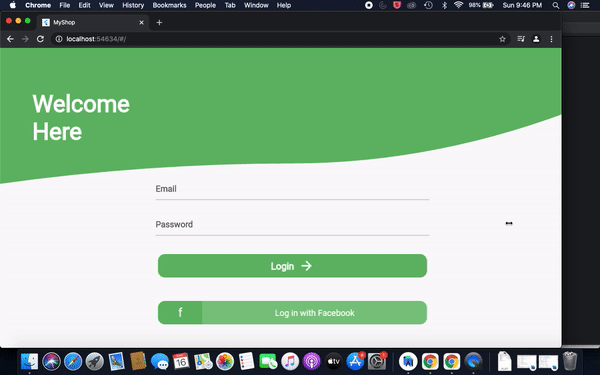 Chrome File Edit View History Bookmarks People Tab Window Help 98% Sun 9:46 PM
MyShop
localhost:54634/#/
Welcome
Here
Email
Password
Login
f Log in with Facebook
16
tv